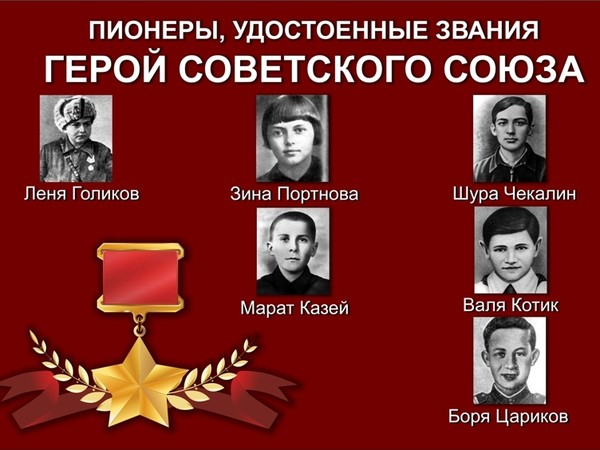 ПИОНЕРЫ, УДОСТОЕННЫЕ ЗВАНИЯ
ГЕРОЙ СОВЕТСКОГО СОЮЗА
Леня Голиков
Зина Портнова
Шура Чекалин
Марат Казей
Валя Котик
Боря Цариков